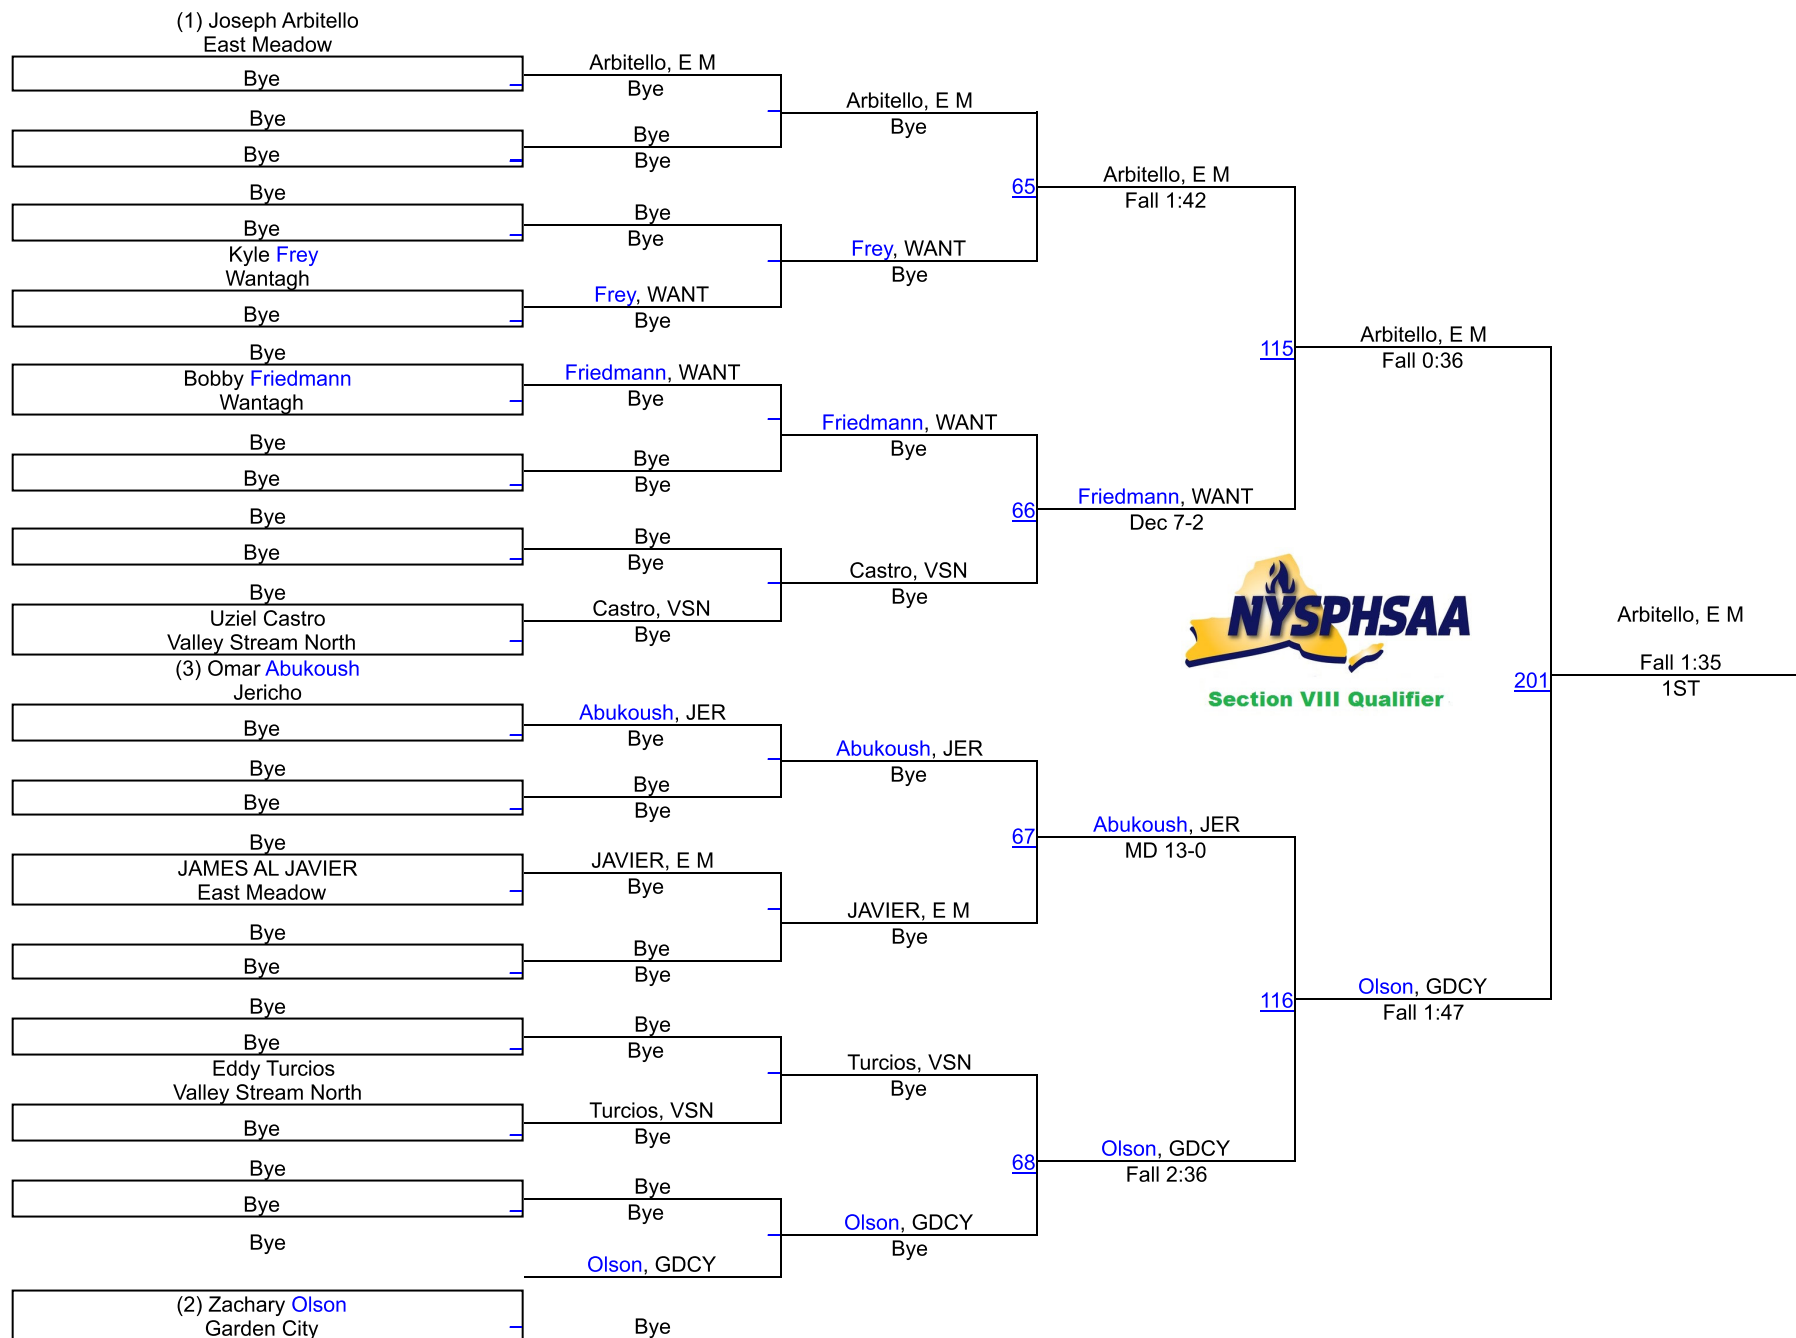 (1) Joseph Arbitello
East Meadow
Bye
Bye
Bye
Bye
Bye
Kyle Frey
Wantagh
Bye
Bye
Bobby Friedmann
Wantagh
Bye
Bye
Bye
Bye
Bye
Uziel Castro
Valley Stream North
(3) Omar Abukoush
Jericho
Bye
Bye
Bye
Bye
JAMES AL JAVIER
East Meadow
Bye
Bye
Bye
Bye
Eddy Turcios
Valley Stream North
Bye
Bye
Bye
Bye
(2) Zachary Olson
Garden City
Arbitello, E M
Bye
Bye
Bye
Bye
Bye
Frey, WANT
Bye
Friedmann, WANT
Bye
Bye
Bye
Bye
Bye
Castro, VSN
Bye
Abukoush, JER
Bye
Bye
Bye
JAVIER, E M
Bye
Bye
Bye
Bye
Bye
Turcios, VSN
Bye
Bye
Bye
Olson, GDCY
Bye
Arbitello, E M
Bye
65
Frey, WANT
Bye
Friedmann, WANT
Bye
66
Castro, VSN
Bye
Abukoush, JER
Bye
67
JAVIER, E M
Bye
Turcios, VSN
Bye
68
Olson, GDCY
Bye
Arbitello, E M
Fall 1:42
115
Friedmann, WANT
Dec 7-2
NYSPHSAA
Section VIII Qualifier
Abukoush, JER
MD 13-0
116
Olson, GDCY
Fall 2:36
Arbitello, E M
Fall 0:36
201
Olson, GDCY
Fall 1:47
Arbitello, E M
Fall 1:35
1ST